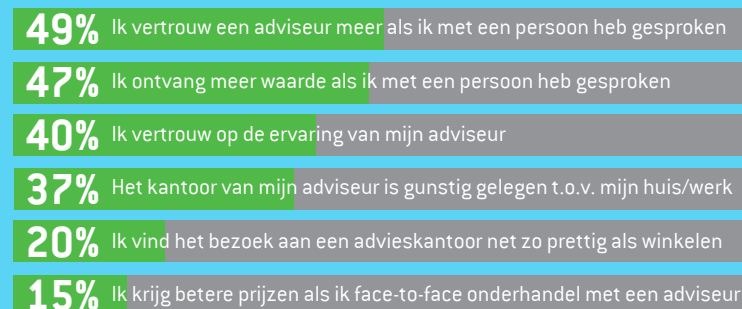 49% Ik vertrouw een adviseur meer als ik met een persoon heb gesproken
47% Ik ontvang meer waarde als ik met een persoon heb gesproken
40% Ik vertrouw op de ervaring van mijn adviseur
37% Het kantoor van mijn adviseur is gunstig gelegen t.o.v. mijn huis/werk
20% Ik vind het bezoek aan een advieskantoor net zo prettig als winkelen
15% Ik krijg betere prijzen als ik face-to-face onderhandel met een adviseur